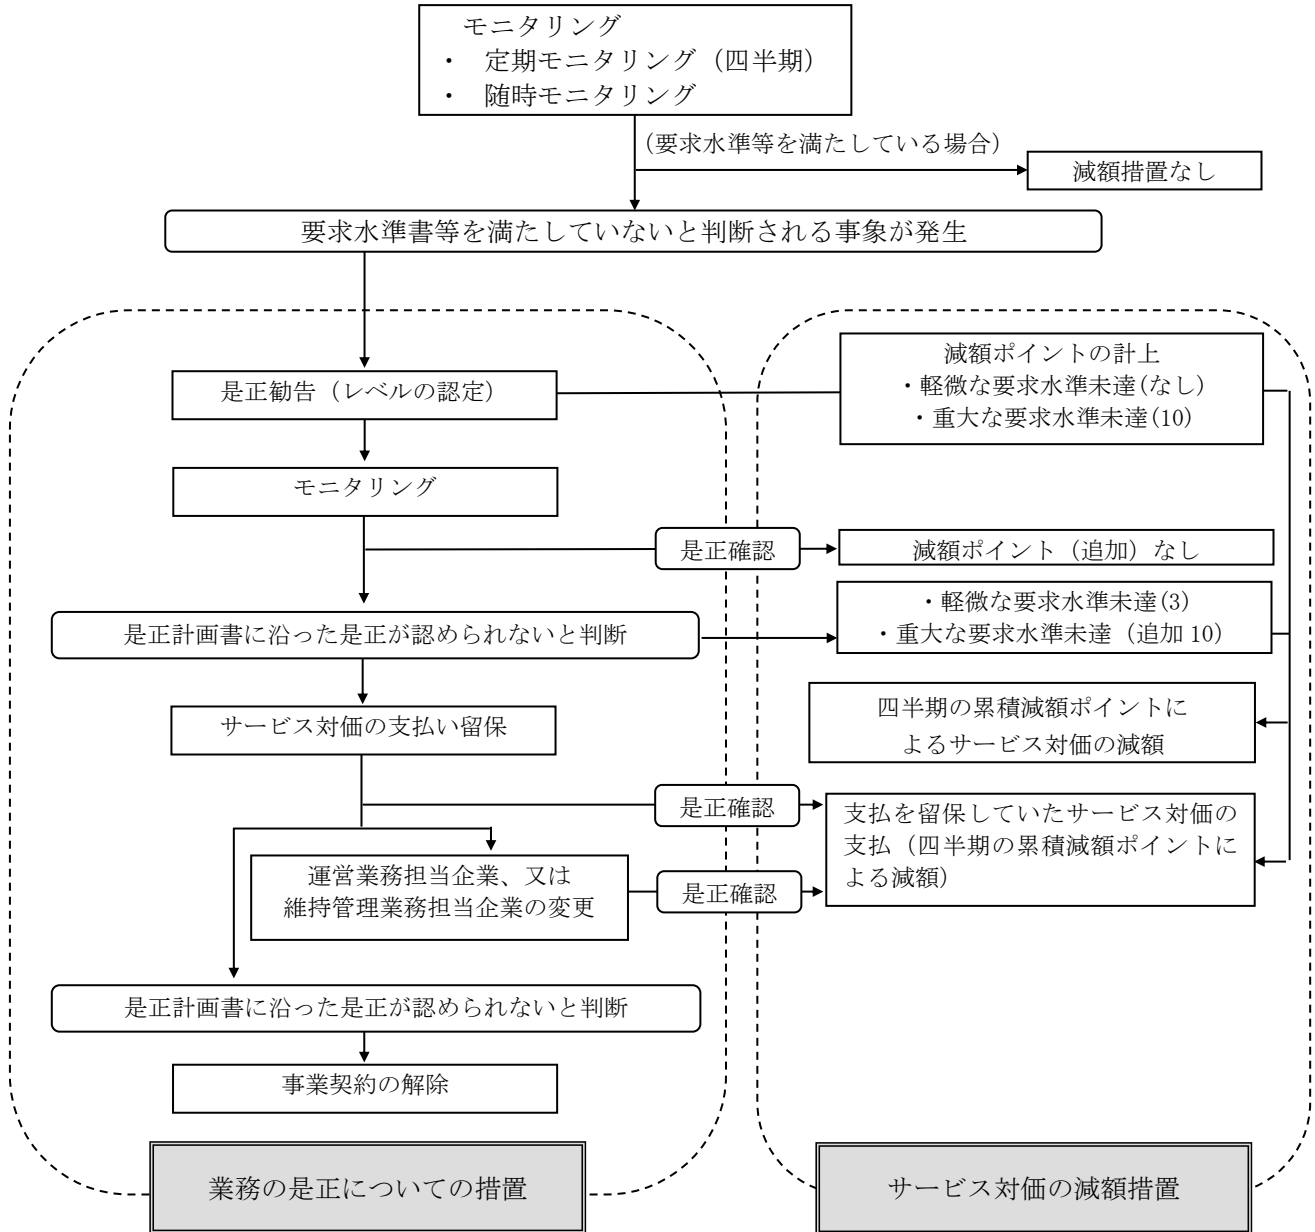 モニタリング
・ 定期モニタリング（四半期）
・ 随時モニタリング
（要求水準等を満たしている場合）
減額措置なし
要求水準書等を満たしていないと判断される事象が発生
減額ポイントの計上
・軽微な要求水準未達(なし)
・重大な要求水準未達(10)
是正勧告（レベルの認定）
モニタリング
是正確認
減額ポイント（追加）なし
・軽微な要求水準未達(3)
・重大な要求水準未達（追加 10）
是正計画書に沿った是正が認められないと判断
サービス対価の支払い留保
四半期の累積減額ポイントに
よるサービス対価の減額
是正確認
支払を留保していたサービス対価の
支払（四半期の累積減額ポイントに
よる減額）
運営業務担当企業、又は
維持管理業務担当企業の変更
是正確認
是正計画書に沿った是正が認められないと判断
事業契約の解除
業務の是正についての措置
サービス対価の減額措置